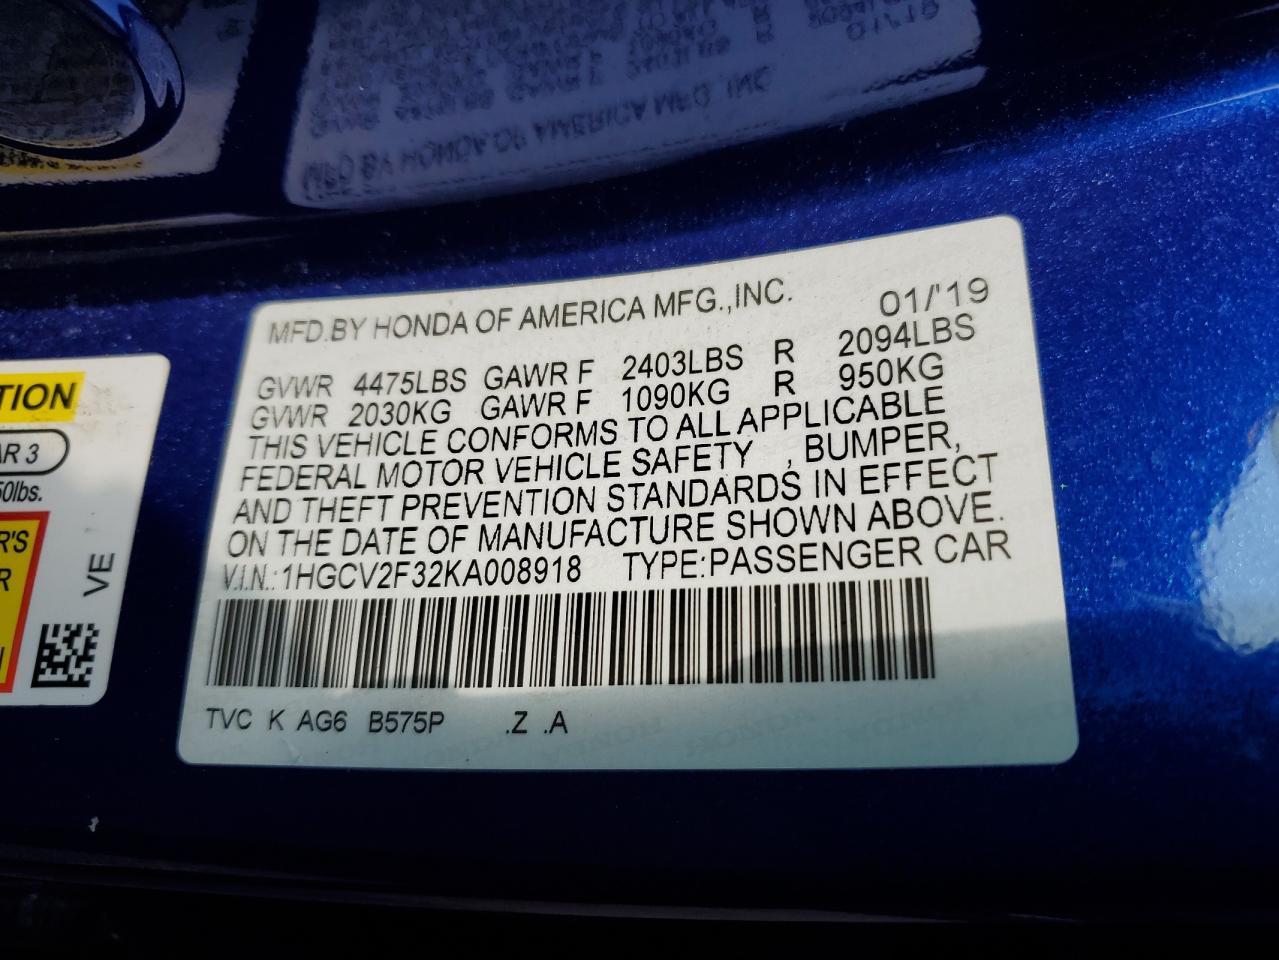 MFD.BY HONDA OF AMERICA MFG.,INC. 01/'19
GVWR 4475LBS GAWR F 2403LBS R 2094LBS
GVWR 2030KG GAWR F 1090KG R 950KG
THIS VEHICLE CONFORMS TO ALL APPLICABLE
FEDERAL MOTOR VEHICLE SAFETY , BUMPER,
AND THEFT PREVENTION STANDARDS IN EFFECT
ON THE DATE OF MANUFACTURE SHOWN ABOVE.
V.I.N.:1HGCV2F32KA008918 TYPE:PASSENGER CAR
TVC K AG6 B575P .Z .A
TION
AR 3
50lbs.
R'S
R
VE